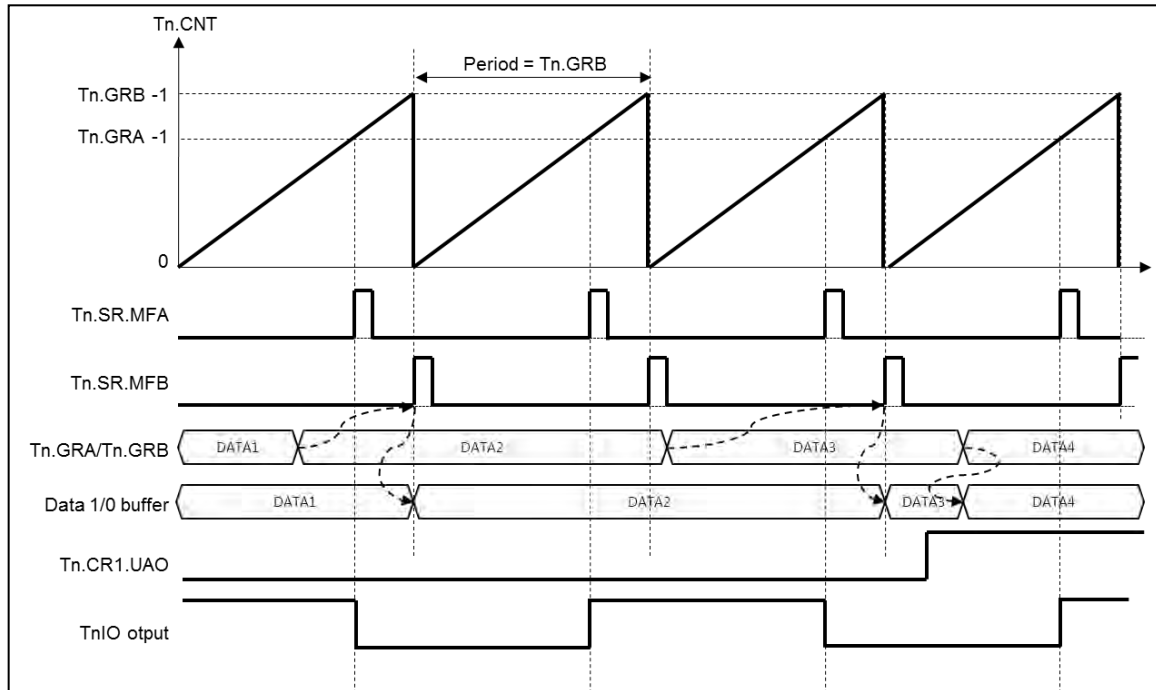 Tn.CNT
Period = Tn.GRB
Tn.GRB -1
Tn.GRA -1
0
Tn.SR.MFA
Tn.SR.MFB
Tn.GRA/Tn.GRB
DATA1
DATA2
DATA3
DATA4
Data 1/0 buffer
DATA1
DATA2
DATA3
DATA4
Tn.CR1.UAO
TnIO otput